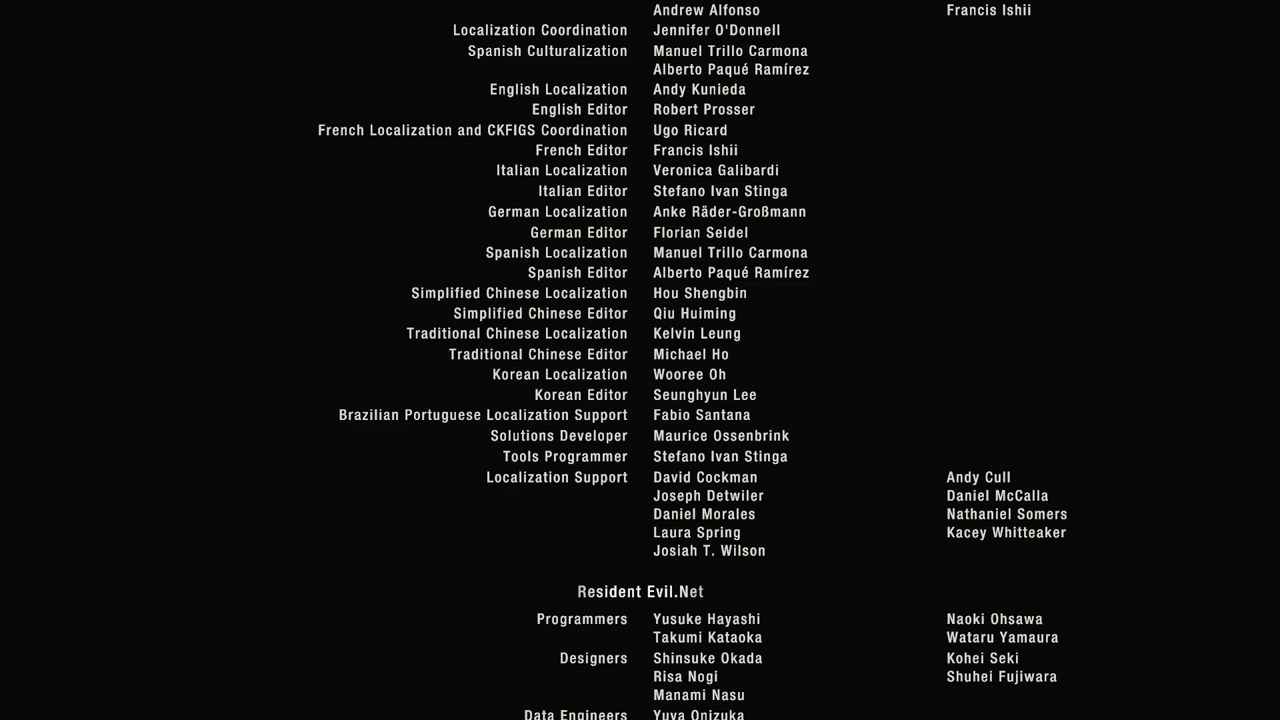 Andrew Alfonso Francis Ishii
Localization Coordination Jennifer O'Donnell
Spanish Culturalization Manuel Trillo Carmona
Alberto Paqué Ramírez
English Localization Andy Kunieda
English Editor Robert Prosser
French Localization and CKFIGS Coordination Ugo Ricard
French Editor Francis Ishii
Italian Localization Veronica Galibardi
Italian Editor Stefano Ivan Stinga
German Localization Anke Räder-Großmann
German Editor Florian Seidel
Spanish Localization Manuel Trillo Carmona
Spanish Editor Alberto Paqué Ramírez
Simplified Chinese Localization Hou Shengbin
Simplified Chinese Editor Qiu Huiming
Traditional Chinese Localization Kelvin Leung
Traditional Chinese Editor Michael Ho
Korean Localization Wooree Oh
Korean Editor Seunghyun Lee
Brazilian Portuguese Localization Support Fabio Santana
Solutions Developer Maurice Ossenbrink
Tools Programmer Stefano Ivan Stinga
Localization Support David Cockman Andy Cull
Joseph Detwiler Daniel McCalla
Daniel Morales Nathaniel Somers
Laura Spring Kacey Whitteaker
Josiah T. Wilson
Resident Evil.Net
Programmers Yusuke Hayashi Naoki Ohsawa
Takumi Kataoka Wataru Yamaura
Designers Shinsuke Okada Kohei Seki
Risa Nogi Shuhei Fujiwara
Manami Nasu
Data Engineers Yuya Onizuka